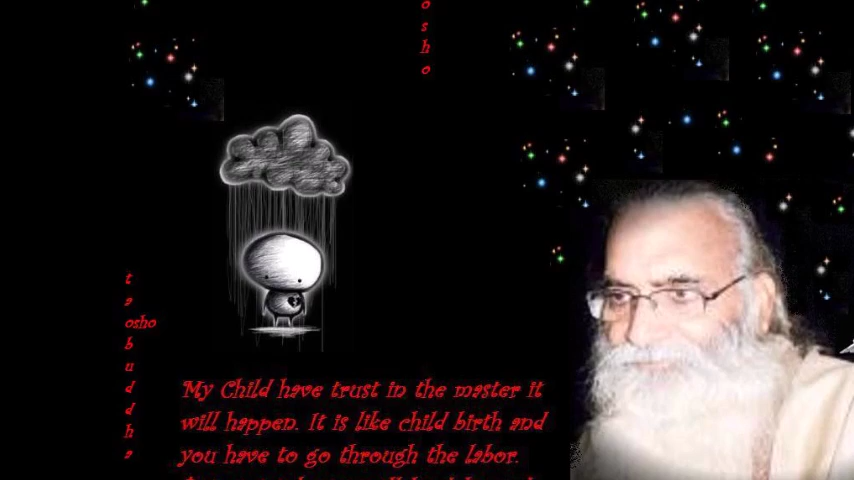 o
s
h
o
t
a
osho
b
u
d
d
h
a
My Child have trust in the master it
will happen. It is like child birth and
you have to go through the labor.